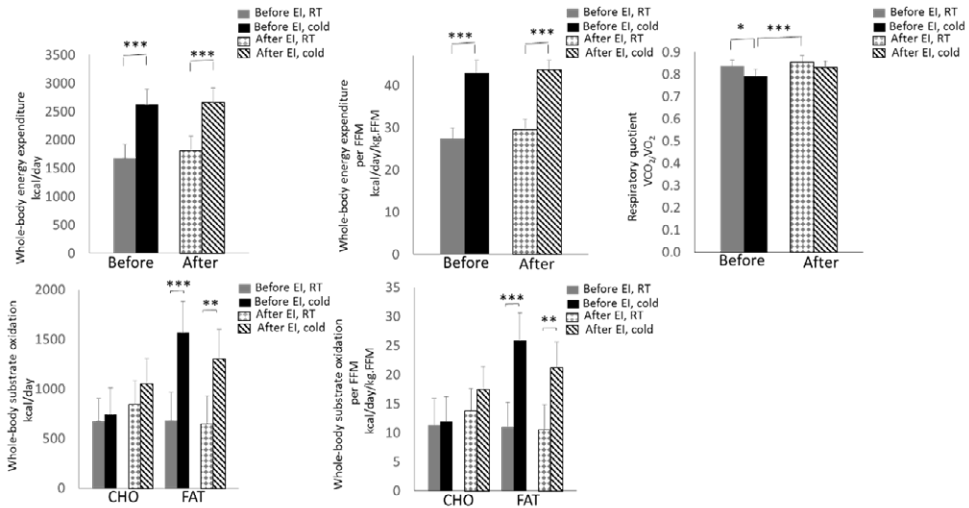 Before EI, RT
Before EI, cold
After EI, RT
After EI, cold
Whole-body energy expenditure
kcal/day
3500
3000
2500
2000
1500
1000
500
0
***
***
Before
After
Before EI, RT
Before EI, cold
After EI, RT
After EI, cold
Whole-body energy expenditure
per FFM
kcal/day/kg.FFM
40
30
20
10
0
***
***
Before
After
Before EI, RT
Before EI, cold
After EI, RT
After EI, cold
Respiratory quotient
VCO2/VO2
0.9
0.8
0.7
0.6
0.5
0.4
0.3
0.2
0.1
0.0
*
***
Before
After
Before EI, RT
Before EI, cold
After EI, RT
After EI, cold
Whole-body substrate oxidation
kcal/day
2000
1500
1000
500
0
***
**
CHO
FAT
Before EI, RT
Before EI, cold
After EI, RT
After EI, cold
Whole-body substrate oxidation
per FFM
kcal/day/kg.FFM
35
30
25
20
15
10
5
0
***
**
CHO
FAT